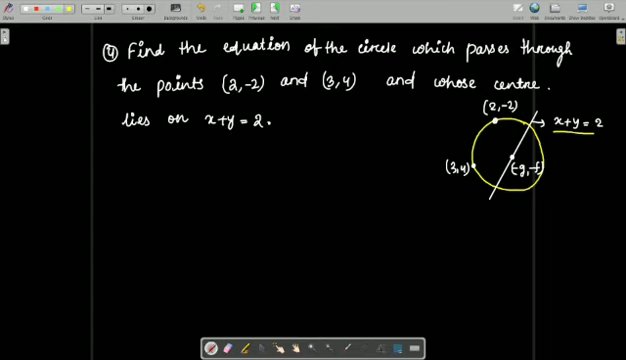 ④ Find the equation of the circle which passes through
the points (2,-2) and (3,4) and whose centre.
lies on x+y = 2.
(2,-2)
x+y = 2
(3,4)
(-g,-f)